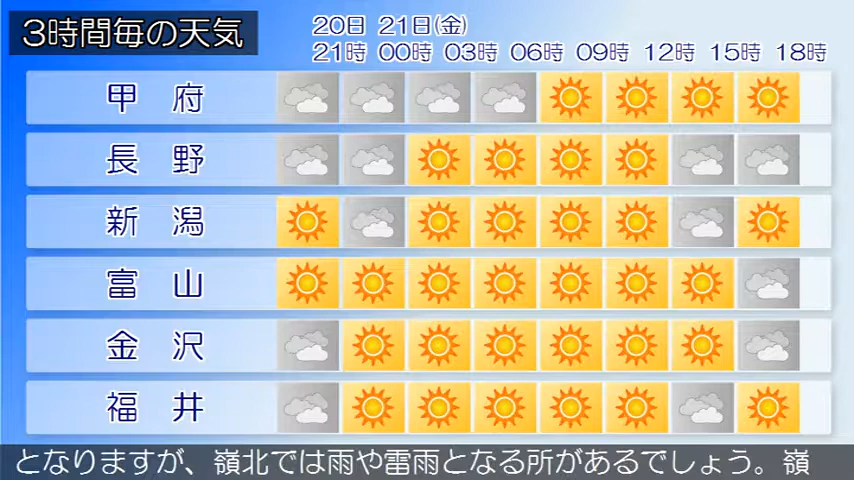 3時間毎の天気
20日 21日(金)
21時 00時 03時 06時 09時 12時 15時 18時
甲府
長野
新潟
富山
金沢
福井
となりますが、嶺北では雨や雷雨となる所があるでしょう。嶺